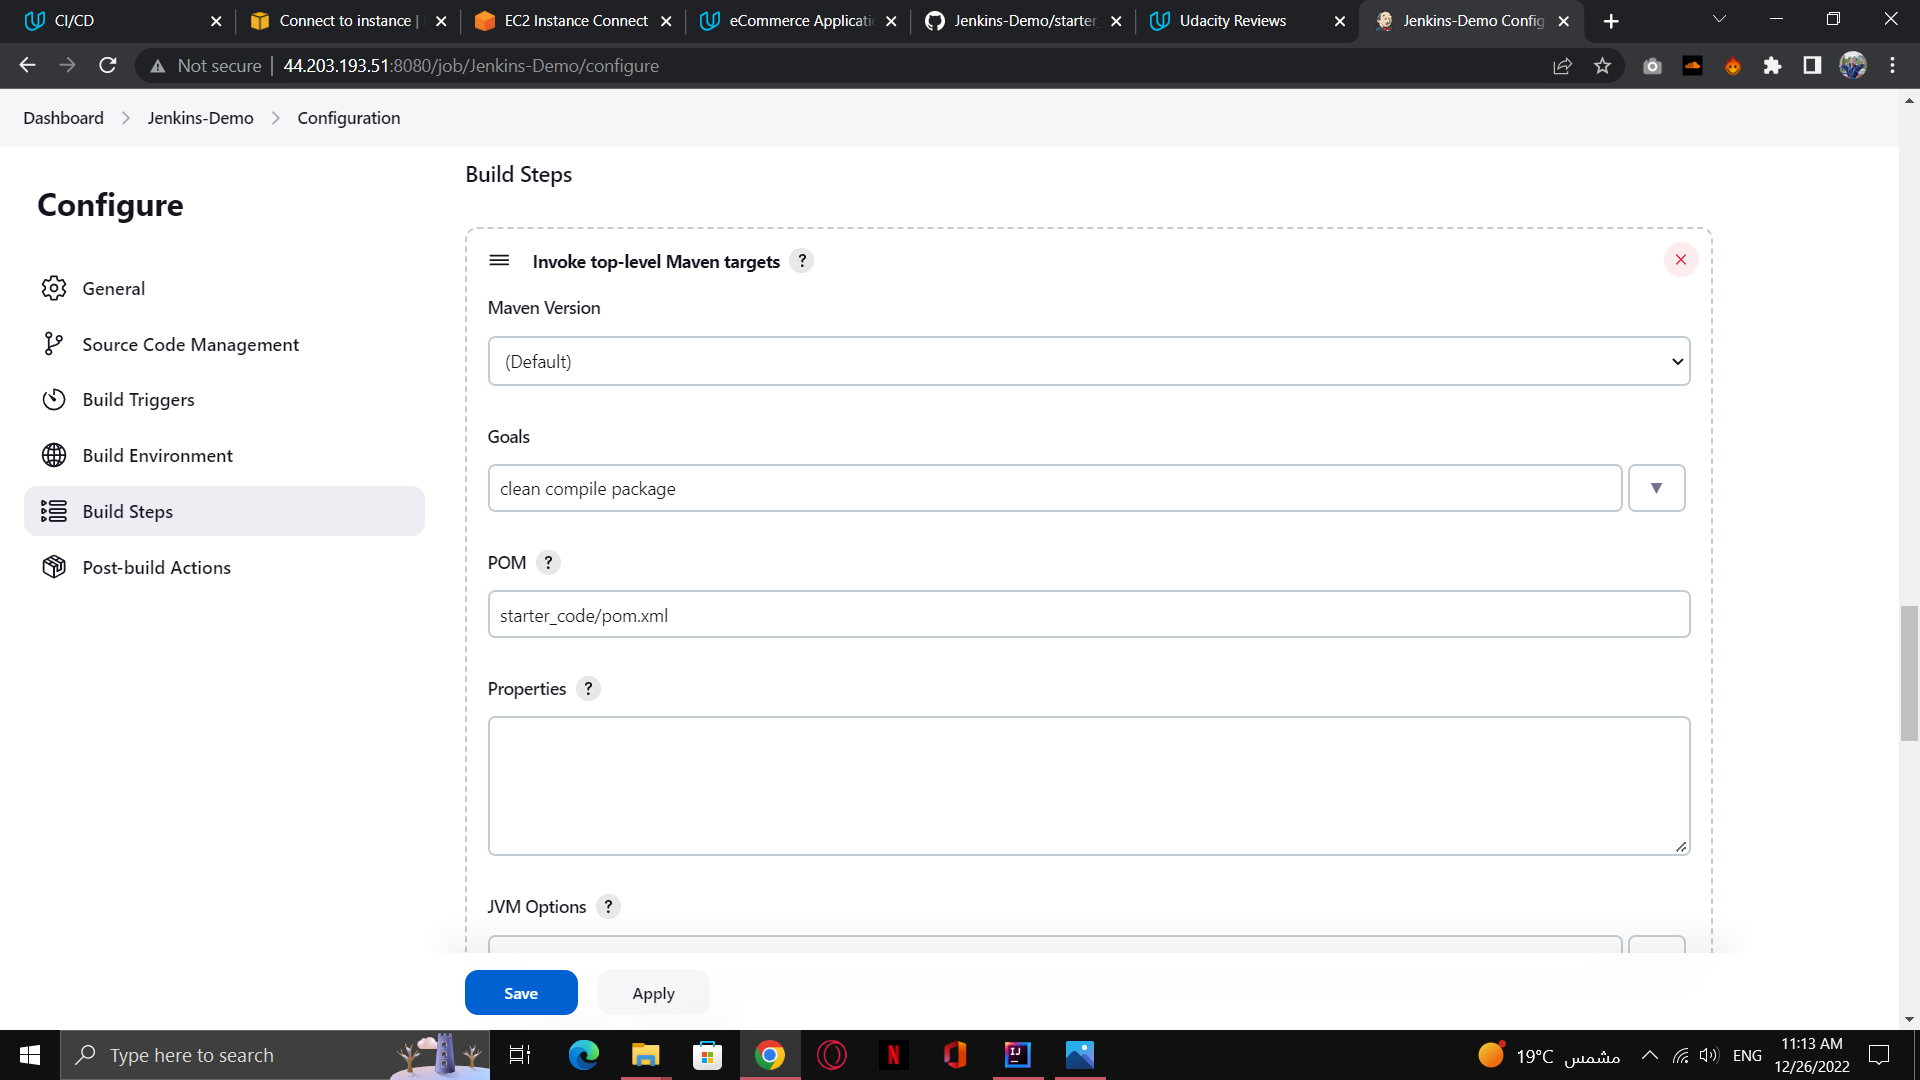 CI/CD
Connect to instance |
EC2 Instance Connect
eCommerce Applicati
Jenkins-Demo/starter_
Udacity Reviews
Jenkins-Demo Config
Not secure
44.203.193.51:8080/job/Jenkins-Demo/configure
Dashboard
Jenkins-Demo
Configuration
Configure
General
Source Code Management
Build Triggers
Build Environment
Build Steps
Post-build Actions
Build Steps
Invoke top-level Maven targets ?
Maven Version
(Default)
Goals
clean compile package
POM ?
starter_code/pom.xml
Properties ?
JVM Options ?
Save
Apply
Type here to search
19°C مشمس
ENG
11:13 AM
12/26/2022